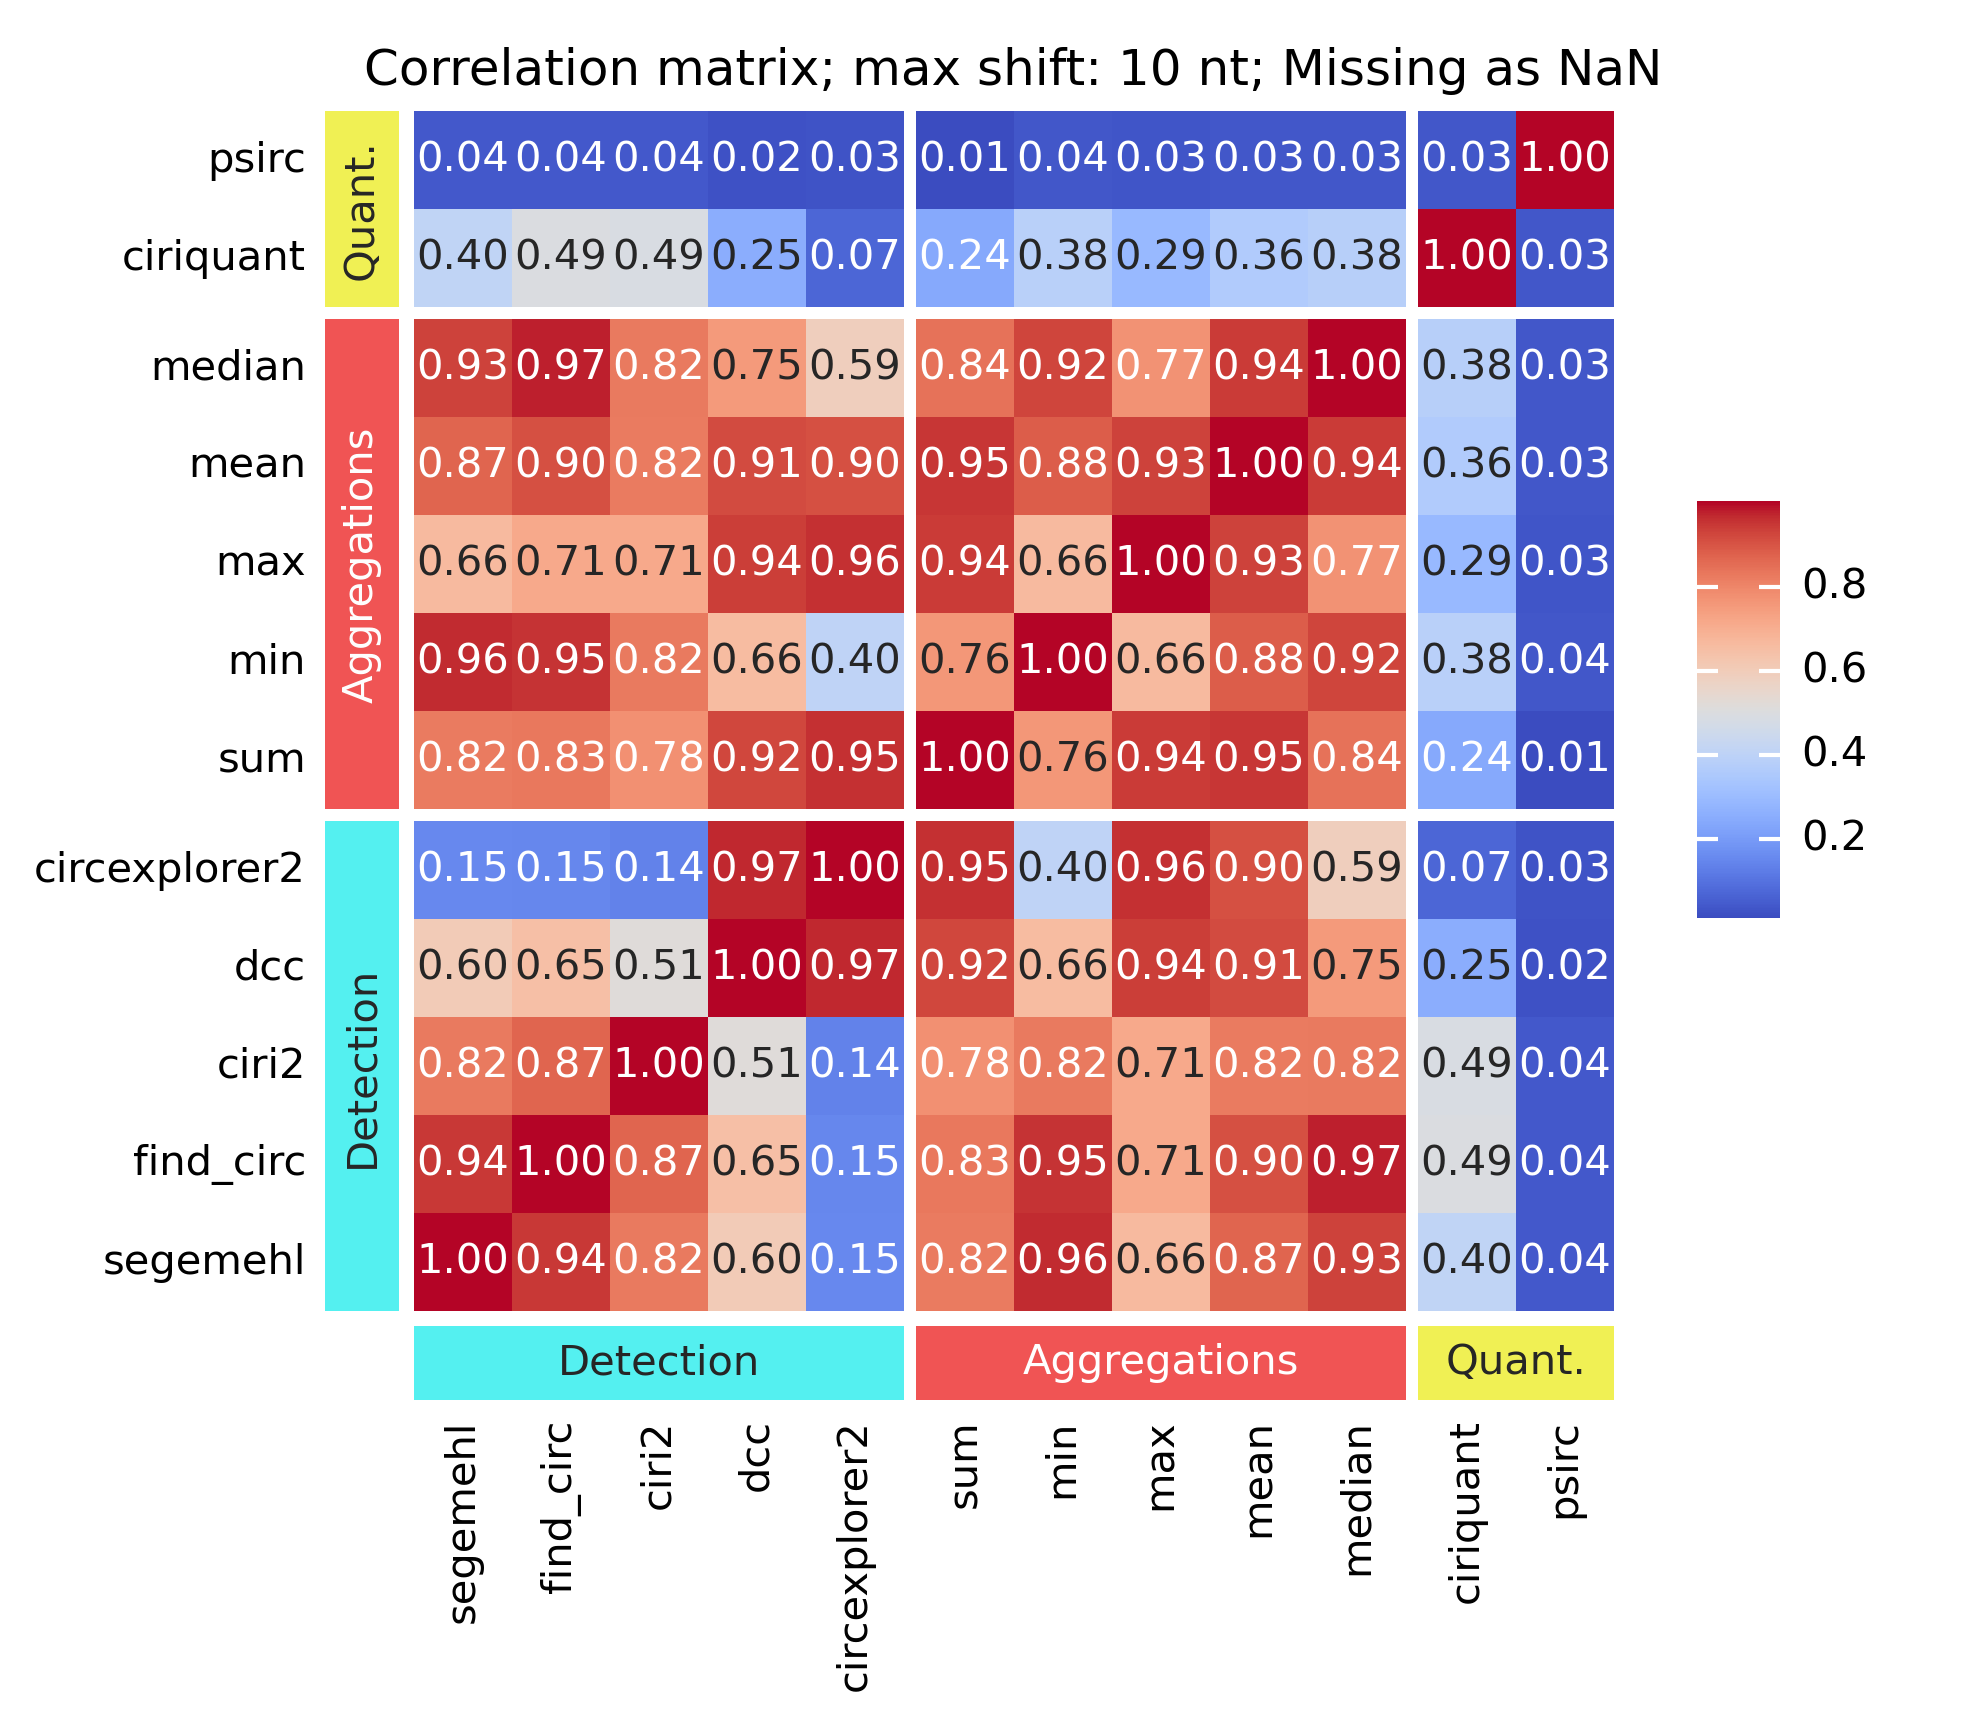 Correlation matrix; max shift: 10 nt; Missing as NaN
Quant.
psirc 0.04 0.04 0.04 0.02 0.03 0.01 0.04 0.03 0.03 0.03 0.03 1.00
ciriquant 0.40 0.49 0.49 0.25 0.07 0.24 0.38 0.29 0.36 0.38 1.00 0.03
Aggregations
median 0.93 0.97 0.82 0.75 0.59 0.84 0.92 0.77 0.94 1.00 0.38 0.03
mean 0.87 0.90 0.82 0.91 0.90 0.95 0.88 0.93 1.00 0.94 0.36 0.03
max 0.66 0.71 0.71 0.94 0.96 0.94 0.66 1.00 0.93 0.77 0.29 0.03
min 0.96 0.95 0.82 0.66 0.40 0.76 1.00 0.66 0.88 0.92 0.38 0.04
sum 0.82 0.83 0.78 0.92 0.95 1.00 0.76 0.94 0.95 0.84 0.24 0.01
Detection
circexplorer2 0.15 0.15 0.14 0.97 1.00 0.95 0.40 0.96 0.90 0.59 0.07 0.03
dcc 0.60 0.65 0.51 1.00 0.97 0.92 0.66 0.94 0.91 0.75 0.25 0.02
ciri2 0.82 0.87 1.00 0.51 0.14 0.78 0.82 0.71 0.82 0.82 0.49 0.04
find_circ 0.94 1.00 0.87 0.65 0.15 0.83 0.95 0.71 0.90 0.97 0.49 0.04
segemehl 1.00 0.94 0.82 0.60 0.15 0.82 0.96 0.66 0.87 0.93 0.40 0.04
Detection Aggregations Quant.
segemehl
find_circ
ciri2
dcc
circexplorer2
sum
min
max
mean
median
ciriquant
psirc
0.8
0.6
0.4
0.2